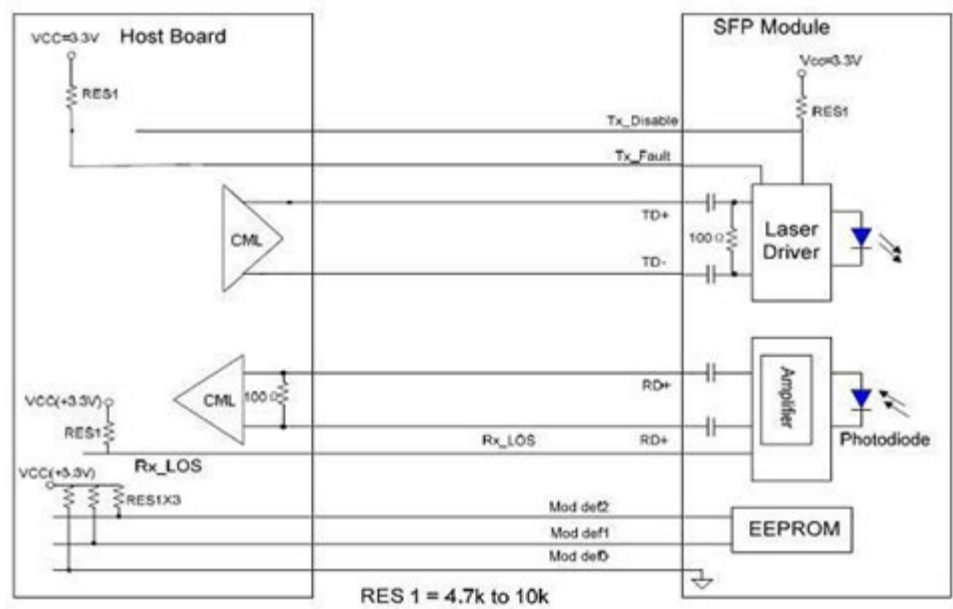 Host Board
SFP Module
VCC=3.3V
Vcc=3.3V
RES1
RES1
Tx_Disable
Tx_Fault
TD+
CML
100 Ω
Laser
Driver
TD-
RD+
CML
100 Ω
Amplifier
VCC(+3.3V)
RES1
Rx_LOS
RD+
Photodiode
Rx_LOS
VCC(+3.3V)
RES1X3
Mod def2
EEPROM
Mod def1
Mod def0
RES 1 = 4.7k to 10k